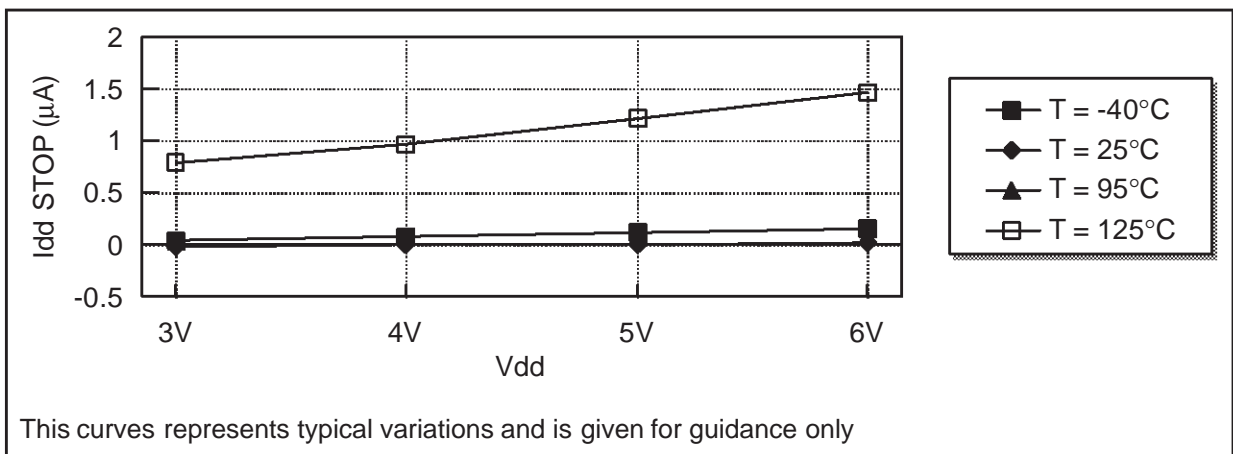 2
1.5
1
0.5
0
-0.5
Idd STOP (μA)
3V 4V 5V 6V
Vdd
T = -40°C
T = 25°C
T = 95°C
T = 125°C
This curves represents typical variations and is given for guidance only